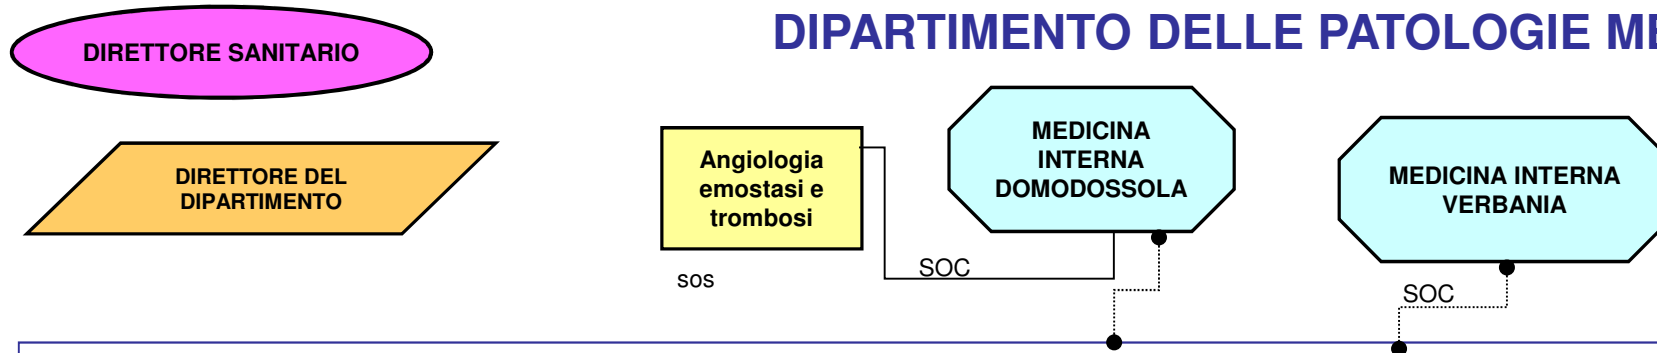 DIRETTORE SANITARIO
DIPARTIMENTO DELLE PATOLOGIE
DIRETTORE DEL
DIPARTIMENTO
Angiologia
emostasi e
trombosi
sos
MEDICINA
INTERNA
DOMODOSSOLA
SOC
MEDICINA INTERNA
VERBANIA
SOC